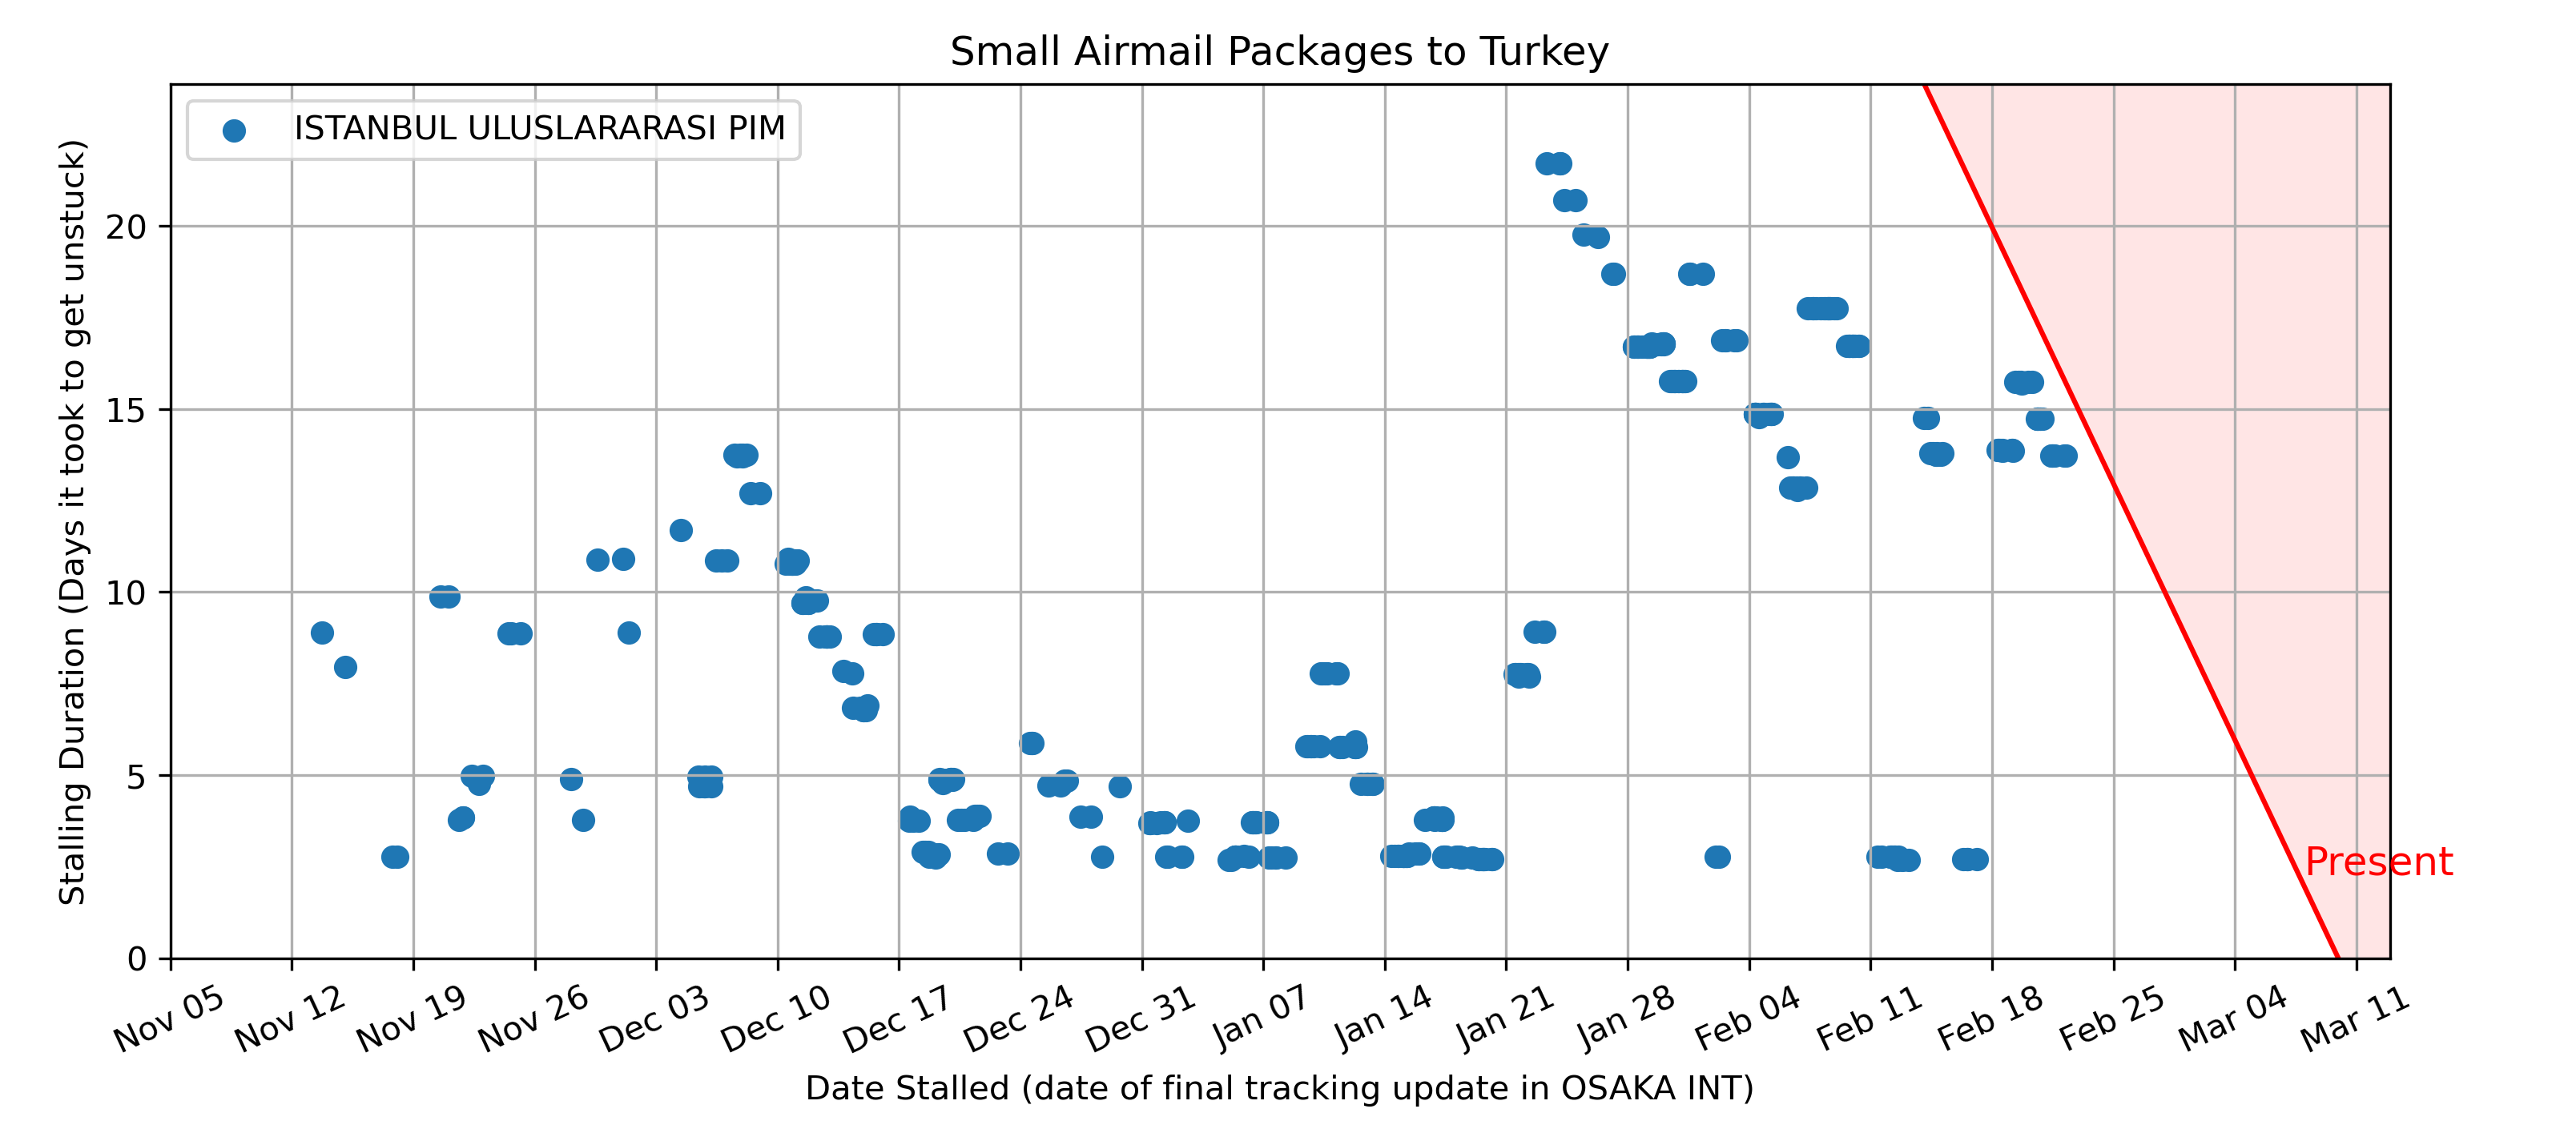 Small Airmail Packages to Turkey
ISTANBUL ULUSLARARASI PIM
Stalling Duration (Days it took to get unstuck)
20
15
10
5
0
Present
Nov 05
Nov 12
Nov 19
Nov 26
Dec 03
Dec 10
Dec 17
Dec 24
Dec 31
Jan 07
Jan 14
Jan 21
Jan 28
Feb 04
Feb 11
Feb 18
Feb 25
Mar 04
Mar 11
Date Stalled (date of final tracking update in OSAKA INT)